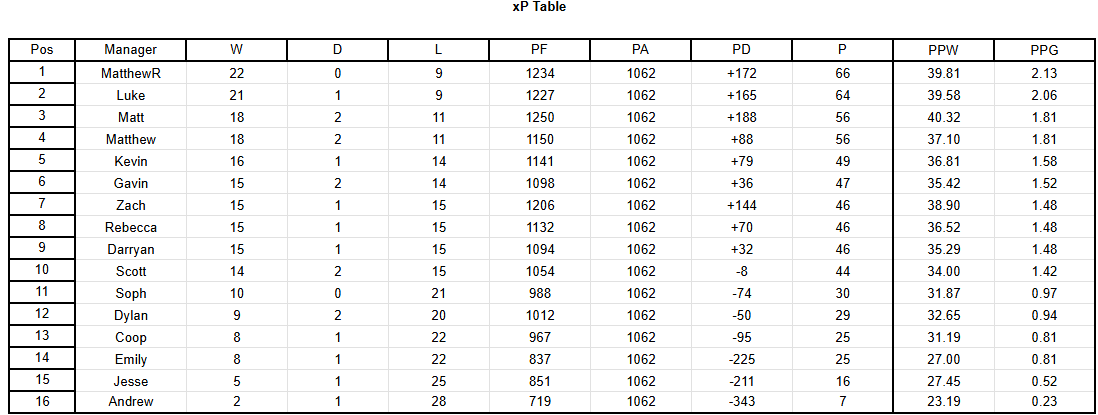 xP Table
Pos Manager W D L PF PA PD P PPW PPG
1 MatthewR 22 0 9 1234 1062 +172 66 39.81 2.13
2 Luke 21 1 9 1227 1062 +165 64 39.58 2.06
3 Matt 18 2 11 1250 1062 +188 56 40.32 1.81
4 Matthew 18 2 11 1150 1062 +88 56 37.10 1.81
5 Kevin 16 1 14 1141 1062 +79 49 36.81 1.58
6 Gavin 15 2 14 1098 1062 +36 47 35.42 1.52
7 Zach 15 1 15 1206 1062 +144 46 38.90 1.48
8 Rebecca 15 1 15 1132 1062 +70 46 36.52 1.48
9 Darryan 15 1 15 1094 1062 +32 46 35.29 1.48
10 Scott 14 2 15 1054 1062 -8 44 34.00 1.42
11 Soph 10 0 21 988 1062 -74 30 31.87 0.97
12 Dylan 9 2 20 1012 1062 -50 29 32.65 0.94
13 Coop 8 1 22 967 1062 -95 25 31.19 0.81
14 Emily 8 1 22 837 1062 -225 25 27.00 0.81
15 Jesse 5 1 25 851 1062 -211 16 27.45 0.52
16 Andrew 2 1 28 719 1062 -343 7 23.19 0.23